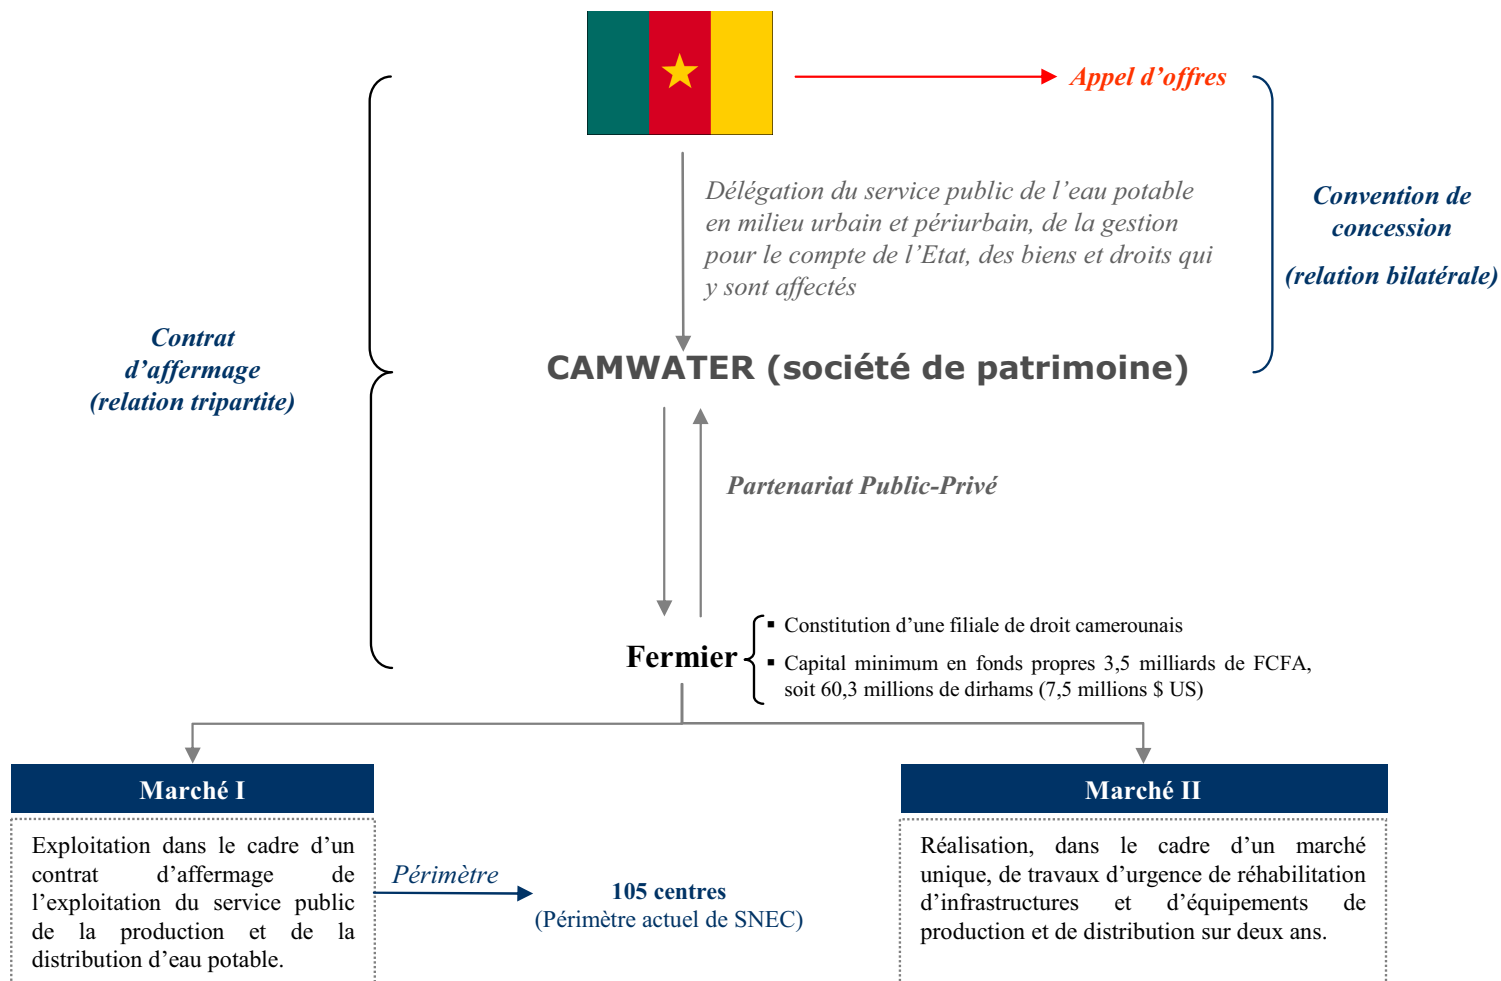 Appel d’offres
Délégation du service public de l’eau potable
en milieu urbain et périurbain, de la gestion
pour le compte de l’Etat, des biens et droits qui
y sont affectés
Convention de
concession
(relation bilatérale)
Contrat
d’affermage
(relation tripartite)
CAMWATER (société de patrimoine)
Partenariat Public-Privé
Fermier
▪ Constitution d’une filiale de droit camerounais
▪ Capital minimum en fonds propres 3,5 milliards de FCFA,
soit 60,3 millions de dirhams (7,5 millions $ US)
Marché I
Exploitation dans le cadre d’un
contrat d’affermage de
l’exploitation du service public
de la production et de la
distribution d’eau potable.
Périmètre
105 centres
(Périmètre actuel de SNEC)
Marché II
Réalisation, dans le cadre d’un marché
unique, de travaux d’urgence de réhabilitation
d’infrastructures et d’équipements de
production et de distribution sur deux ans.